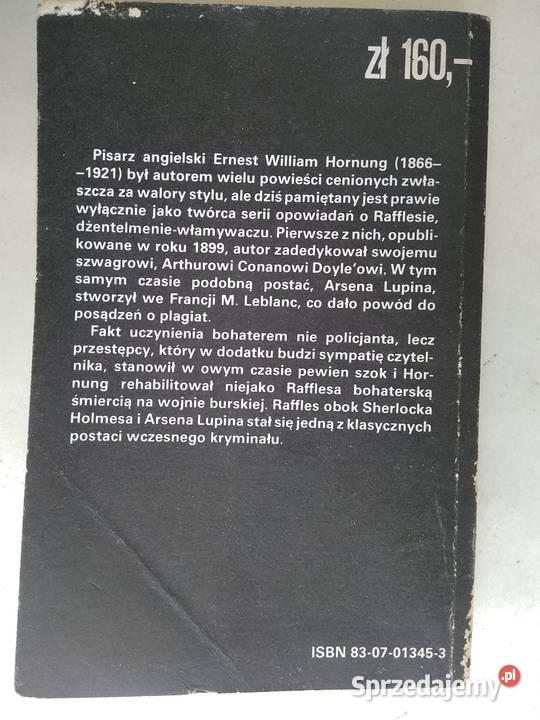 zł 160,–
Pisarz angielski Ernest William Hornung (1866–
–1921) był autorem wielu powieści cenionych zwła-
szcza za walory stylu, ale dziś pamiętany jest prawie
wyłącznie jako twórca serii opowiadań o Rafflesie,
dżentelmenie-włamywaczu. Pierwsze z nich, opubli-
kowane w roku 1899, autor zadedykował swojemu
szwagrowi, Arthurowi Conanowi Doyle'owi. W tym
samym czasie podobną postać, Arsena Lupina,
stworzył we Francji M. Leblanc, co dało powód do
posądzeń o plagiat.
Fakt uczynienia bohaterem nie policjanta, lecz
przestępcy, który w dodatku budzi sympatię czytel-
nika, stanowił w owym czasie pewien szok i Hor-
nung rehabilitował niejako Rafflesa bohaterską
śmiercią na wojnie burskiej. Raffles obok Sherlocka
Holmesa i Arsena Lupina stał się jedną z klasycznych
postaci wczesnego kryminału.
ISBN 83-07-01345-3
Sprzedajemy.pl